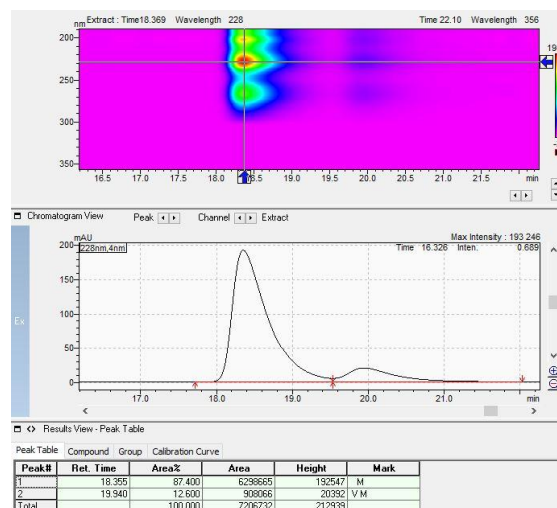 nm Extract : Time18.369 Wavelength 228 Time 22.10 Wavelength 356
19
200
250
300
350
16.5 17.0 17.5 18.0 18.5 19.0 19.5 20.0 20.5 21.0 21.5 min
Chromatogram View Peak Channel Extract
mAU Max Intensity : 193 246
228nm,4nm Time 16.326 Inten. 0.689
200
150
100
50
0
Ex
17.0 18.0 19.0 20.0 21.0 min
Results View - Peak Table
Peak Table Compound Group Calibration Curve
Peak# Ret. Time Area% Area Height Mark
1 18.355 87.400 6298665 192547 M
2 19.940 12.600 908066 20392 V M
Total 100.000 7206732 212939